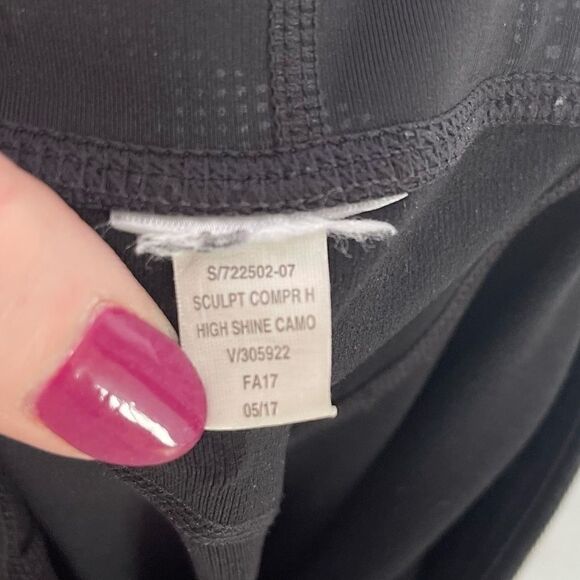 S/722502-07
SCULPT COMPR H
HIGH SHINE CAMO
V/305922
FA17
05/17